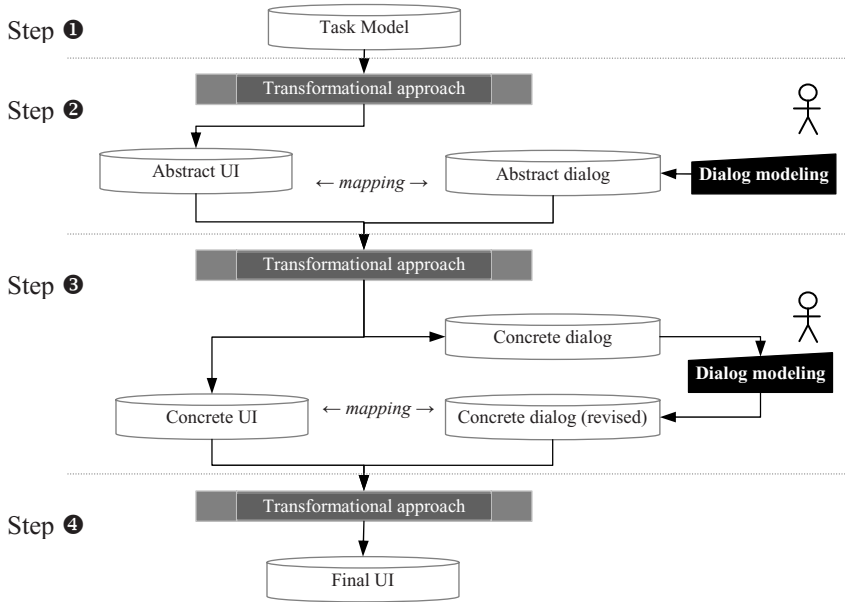 Step ❶
Task Model
Transformational approach
Step ❷
Abstract UI
← mapping →
Abstract dialog
Dialog modeling
Transformational approach
Step ❸
Concrete dialog
Dialog modeling
Concrete UI
← mapping →
Concrete dialog (revised)
Transformational approach
Step ❹
Final UI